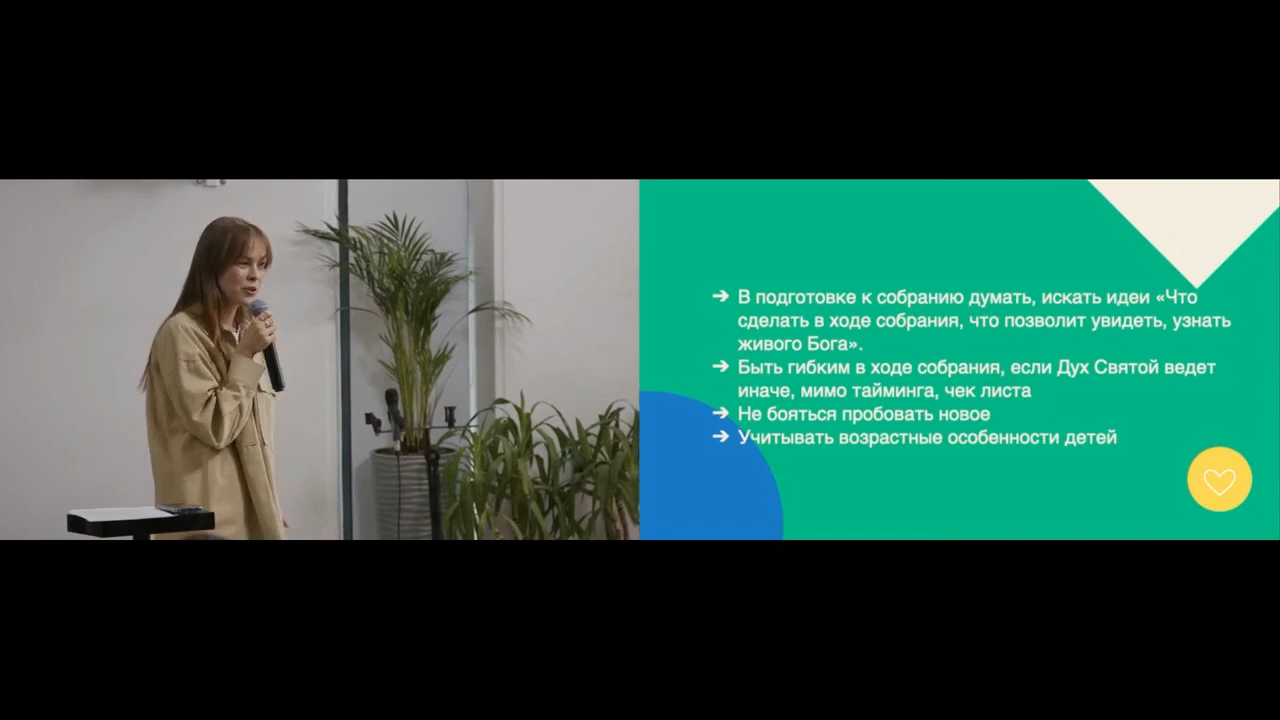 ➔ В подготовке к собранию думать, искать идеи «Что
сделать в ходе собрания, что позволит увидеть, узнать
живого Бога».
➔ Быть гибким в ходе собрания, если Дух Святой ведет
иначе, мимо тайминга, чек листа
➔ Не бояться пробовать новое
➔ Учитывать возрастные особенности детей